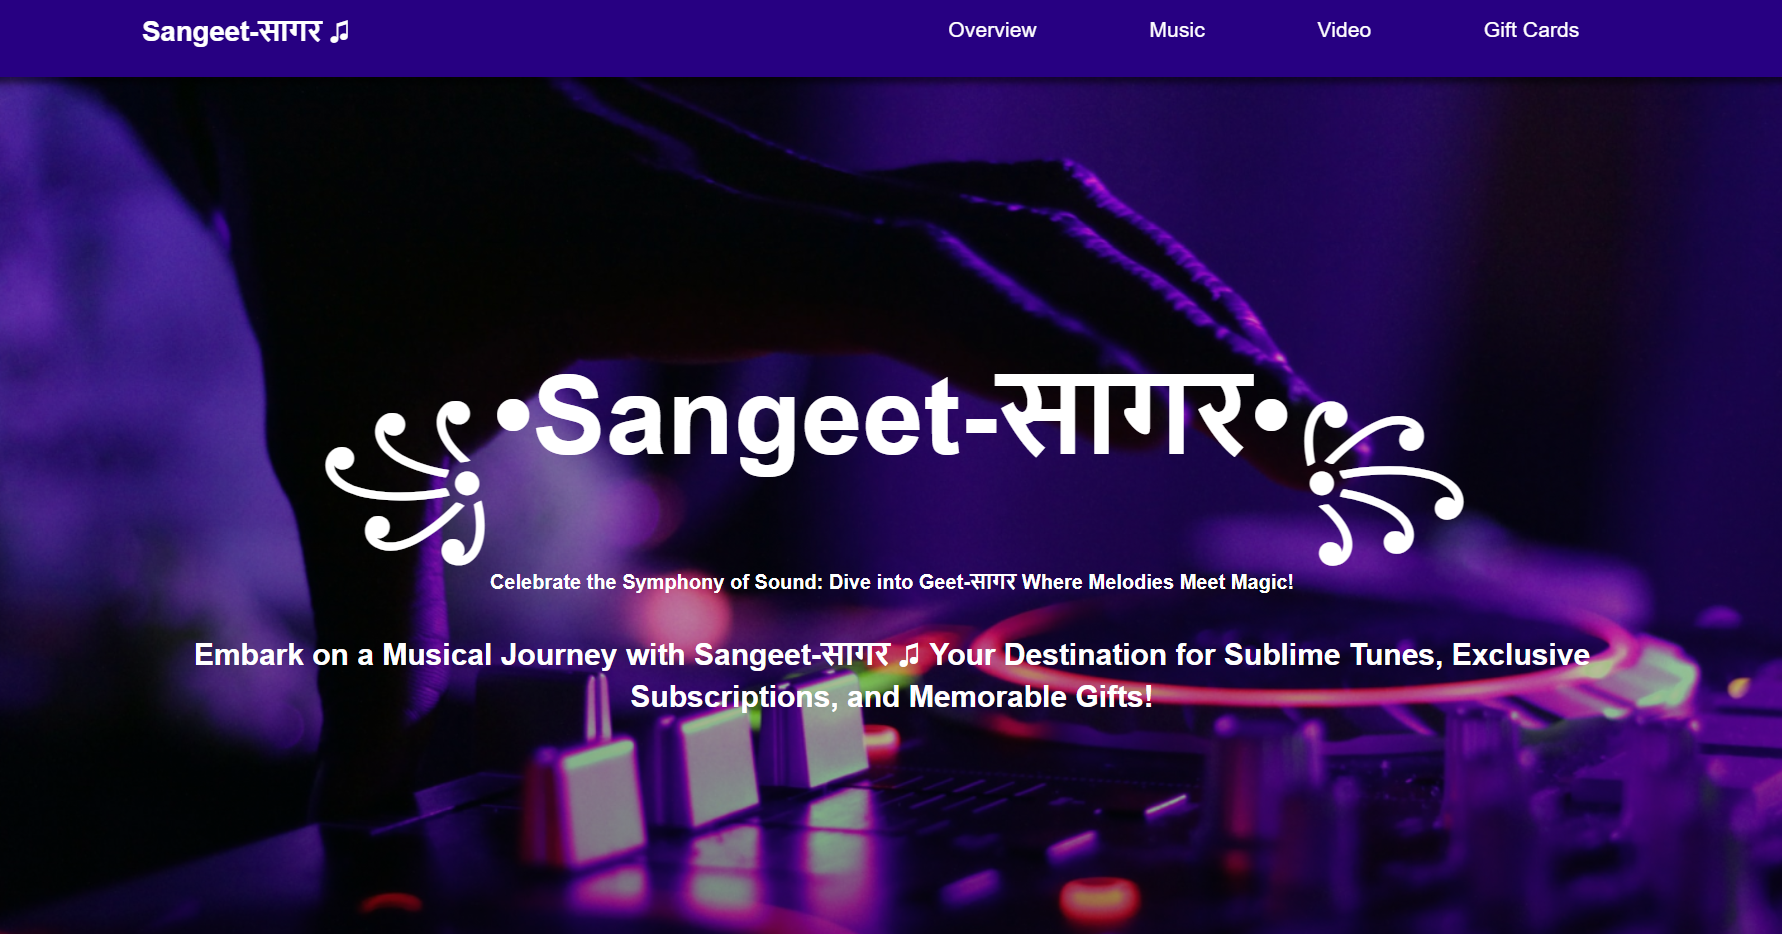 Sangeet-सागर ♫
Overview
Music
Video
Gift Cards
•Sangeet-सागर•
Celebrate the Symphony of Sound: Dive into Geet-सागर Where Melodies Meet Magic!
Embark on a Musical Journey with Sangeet-सागर ♫ Your Destination for Sublime Tunes, Exclusive
Subscriptions, and Memorable Gifts!